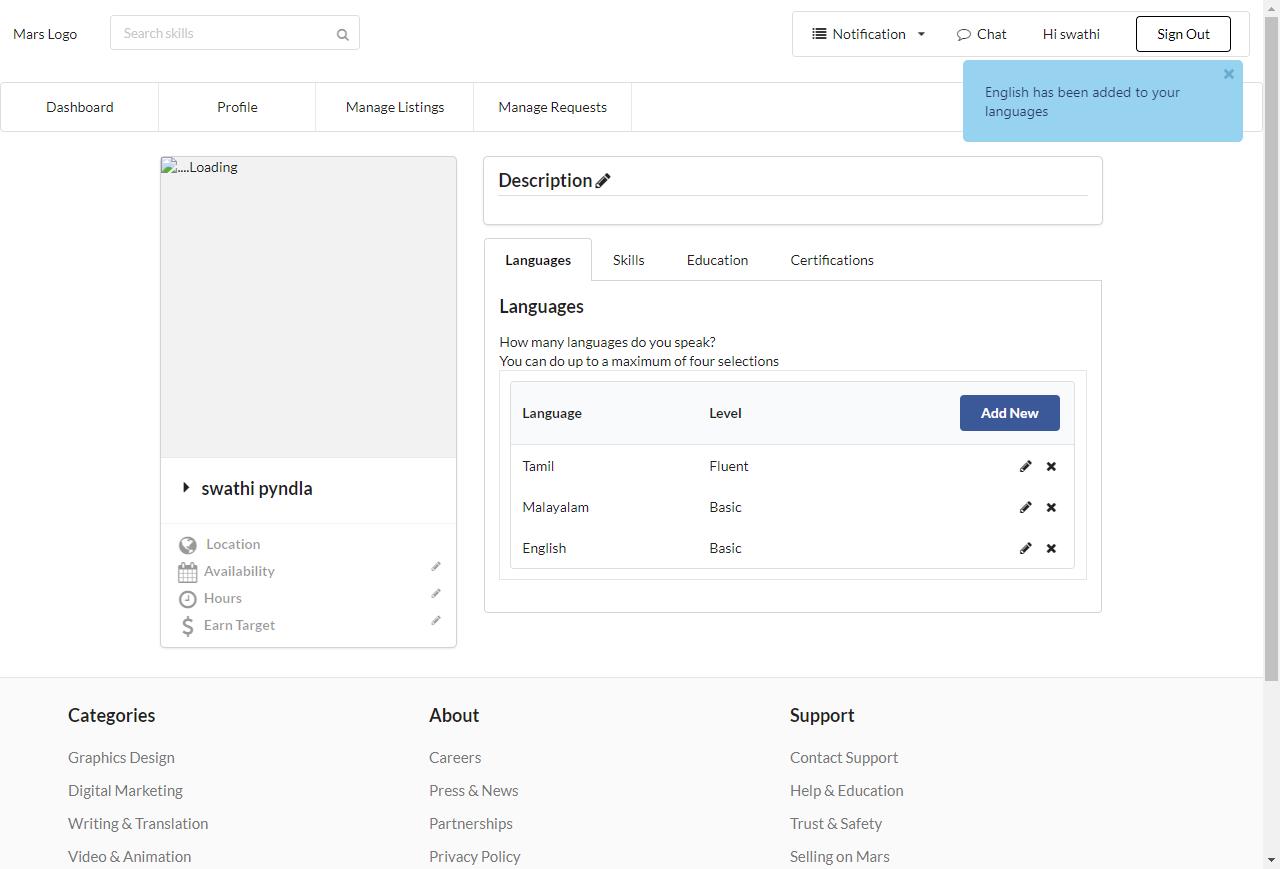 Mars Logo
Search skills
Notification
Chat
Hi swathi
Sign Out
English has been added to your
languages
Dashboard
Profile
Manage Listings
Manage Requests
....Loading
swathi pyndla
Location
Availability
Hours
Earn Target
Description
Languages
Skills
Education
Certifications
Languages
How many languages do you speak?
You can do up to a maximum of four selections
Language Level Add New
Tamil Fluent
Malayalam Basic
English Basic
Categories
Graphics Design
Digital Marketing
Writing & Translation
Video & Animation
About
Careers
Press & News
Partnerships
Privacy Policy
Support
Contact Support
Help & Education
Trust & Safety
Selling on Mars